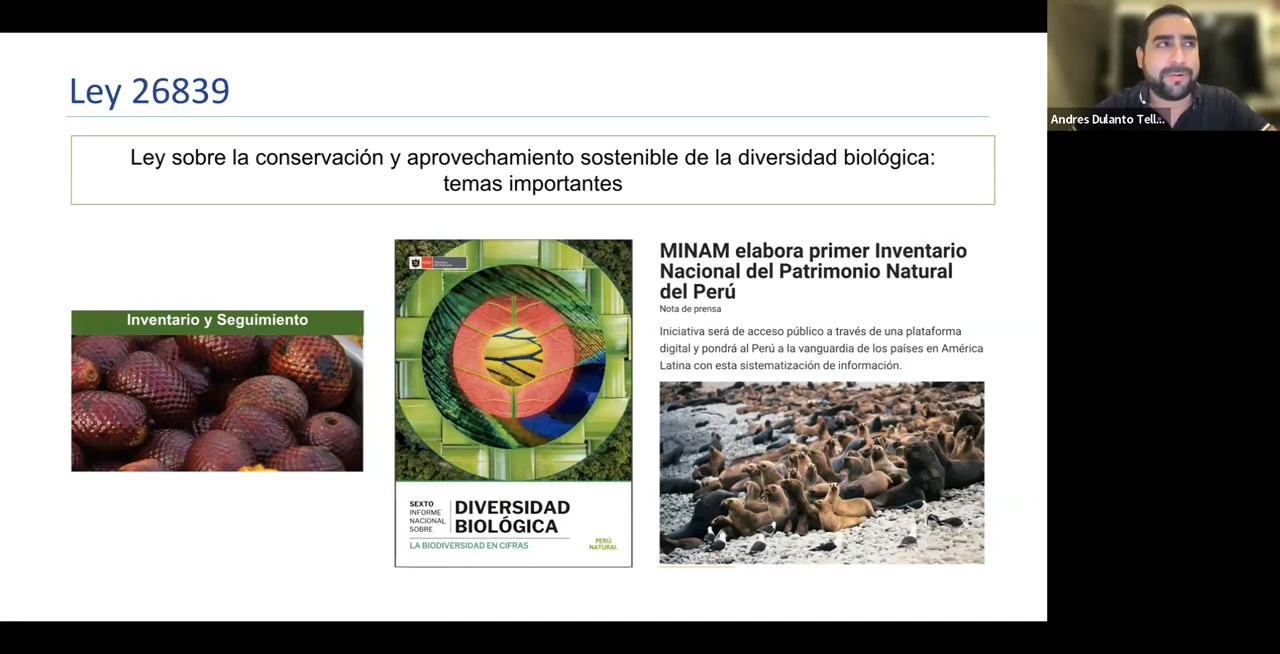 Ley 26839
Ley sobre la conservación y aprovechamiento sostenible de la diversidad biológica:
temas importantes
Inventario y Seguimiento
PERÚ
SEXTO
INFORME
NACIONAL
SOBRE
DIVERSIDAD
BIOLÓGICA
LA BIODIVERSIDAD EN CIFRAS
PERÚ
NATURAL
MINAM elabora primer Inventario
Nacional del Patrimonio Natural
del Perú
Nota de prensa
Iniciativa será de acceso público a través de una plataforma
digital y pondrá al Perú a la vanguardia de los países en América
Latina con esta sistematización de información.
Andres Dulanto Tell...